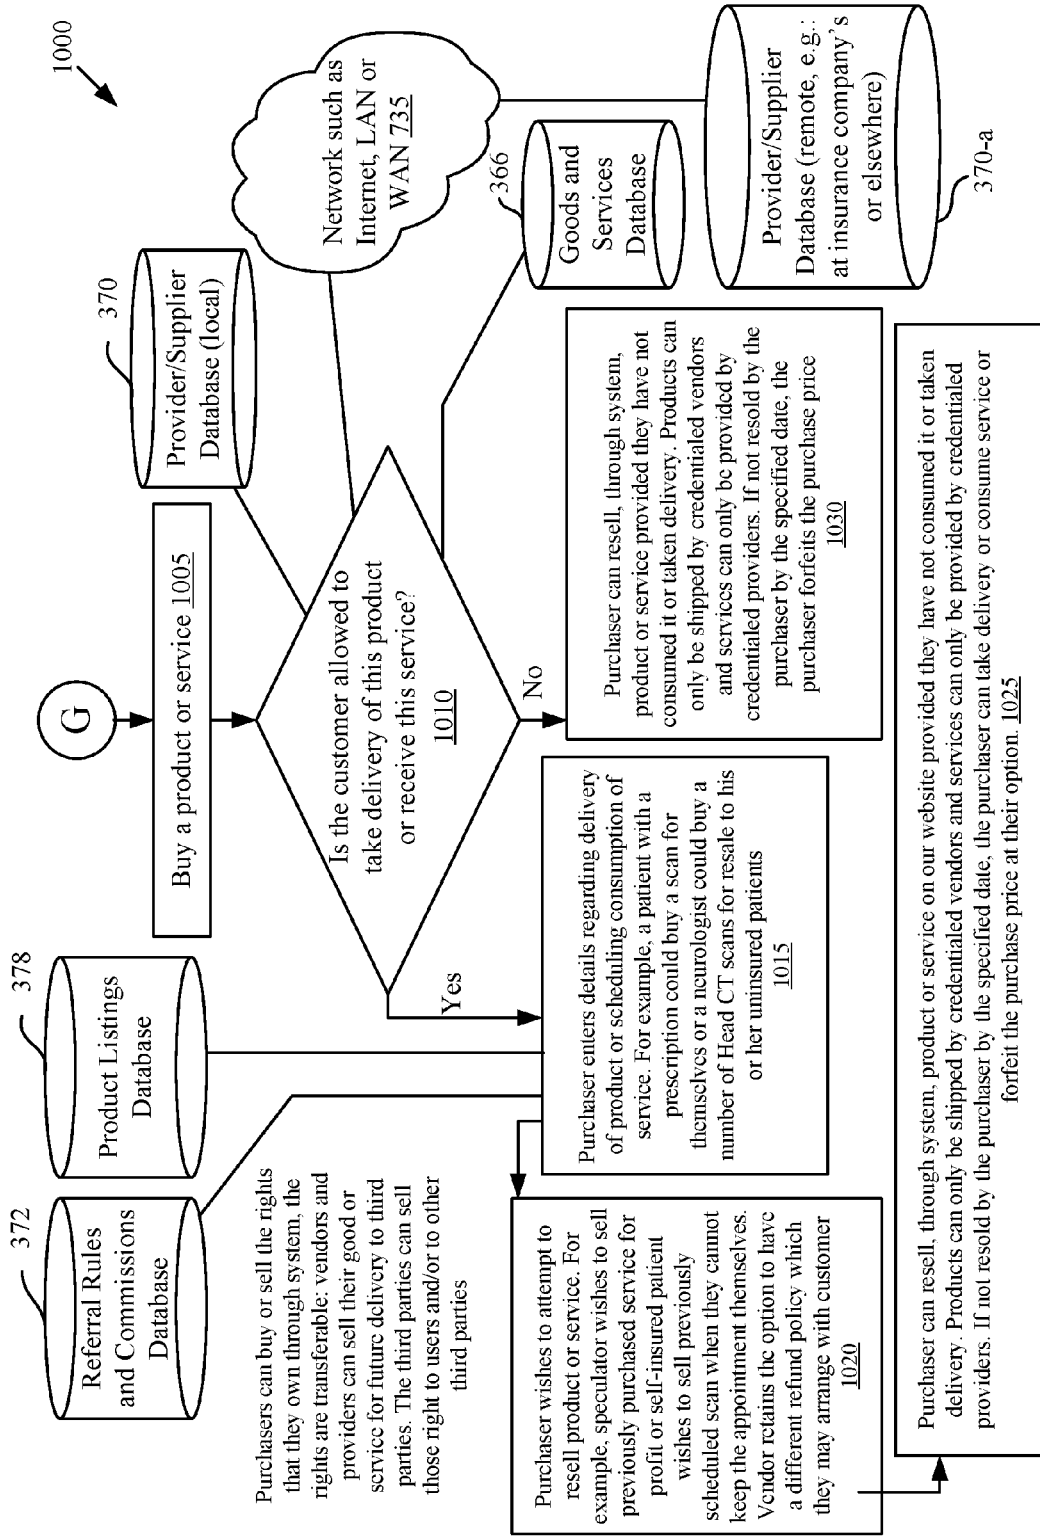 1000
G
Buy a product or service 1005
372
Referral Rules
and Commissions
Database
378
Product Listings
Database
370
Provider/Supplier
Database (local)
Network such as
Internet, LAN or
WAN 735
Is the customer allowed to
take delivery of this product
or receive this service?
1010
366
Goods and
Services
Database
Provider/Supplier
Database (remote, e.g.:
at insurance company's
or elsewhere)
370-a
Yes
No
Purchasers can buy or sell the rights
that they own through system, the
rights are transferable: vendors and
providers can sell their good or
service for future delivery to third
parties. The third parties can sell
those right to users and/or to other
third parties
Purchaser enters details regarding delivery
of product or scheduling consumption of
service. For example, a patient with a
prescription could buy a scan for
themselves or a neurologist could buy a
number of Head CT scans for resale to his
or her uninsured patients
1015
Purchaser can resell, through system,
product or service provided they have not
consumed it or taken delivery. Products can
only be shipped by credentialed vendors
and services can only be provided by
credentialed providers. If not resold by the
purchaser by the specified date, the
purchaser forfeits the purchase price
1030
Purchaser wishes to attempt to
resell product or service. For
example, speculator wishes to sell
previously purchased service for
profit or self-insured patient
wishes to sell previously
scheduled scan when they cannot
keep the appointment themselves.
Vendor retains the option to have
a different refund policy which
they may arrange with customer
1020
Purchaser can resell, through system, product or service on our website provided they have not consumed it or taken
delivery. Products can only be shipped by credentialed vendors and services can only be provided by credentialed
providers. If not resold by the purchaser by the specified date, the purchaser can take delivery or consume service or
forfeit the purchase price at their option. 1025